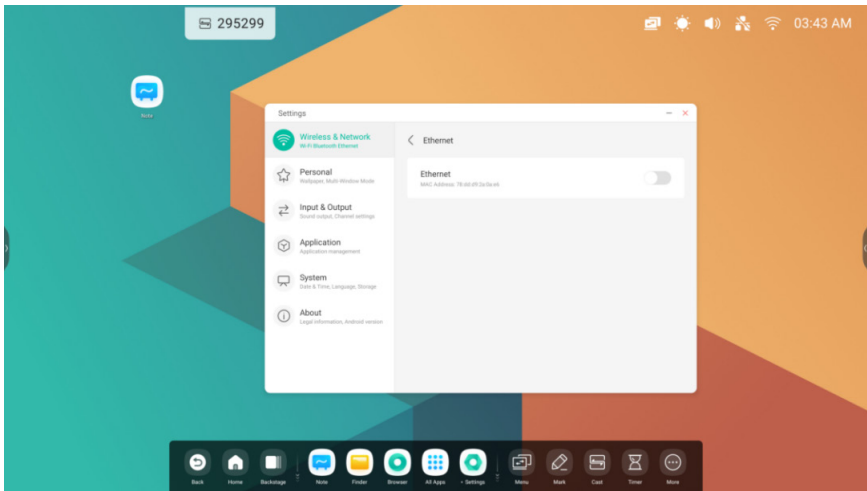 295299
03:43 AM
Note
Settings
Wireless & Network
Wi-Fi Bluetooth Ethernet
Ethernet
Personal
Wallpaper, Multi-Window Mode
Ethernet
Input & Output
Sound output, Channel settings
Application
Application management
System
Date & Time, Language, Storage
About
Legal information, Android version
Back
Home
Backstage
Note
Finder
Browser
All Apps
• Settings
Menu
Mark
Cast
Timer
More